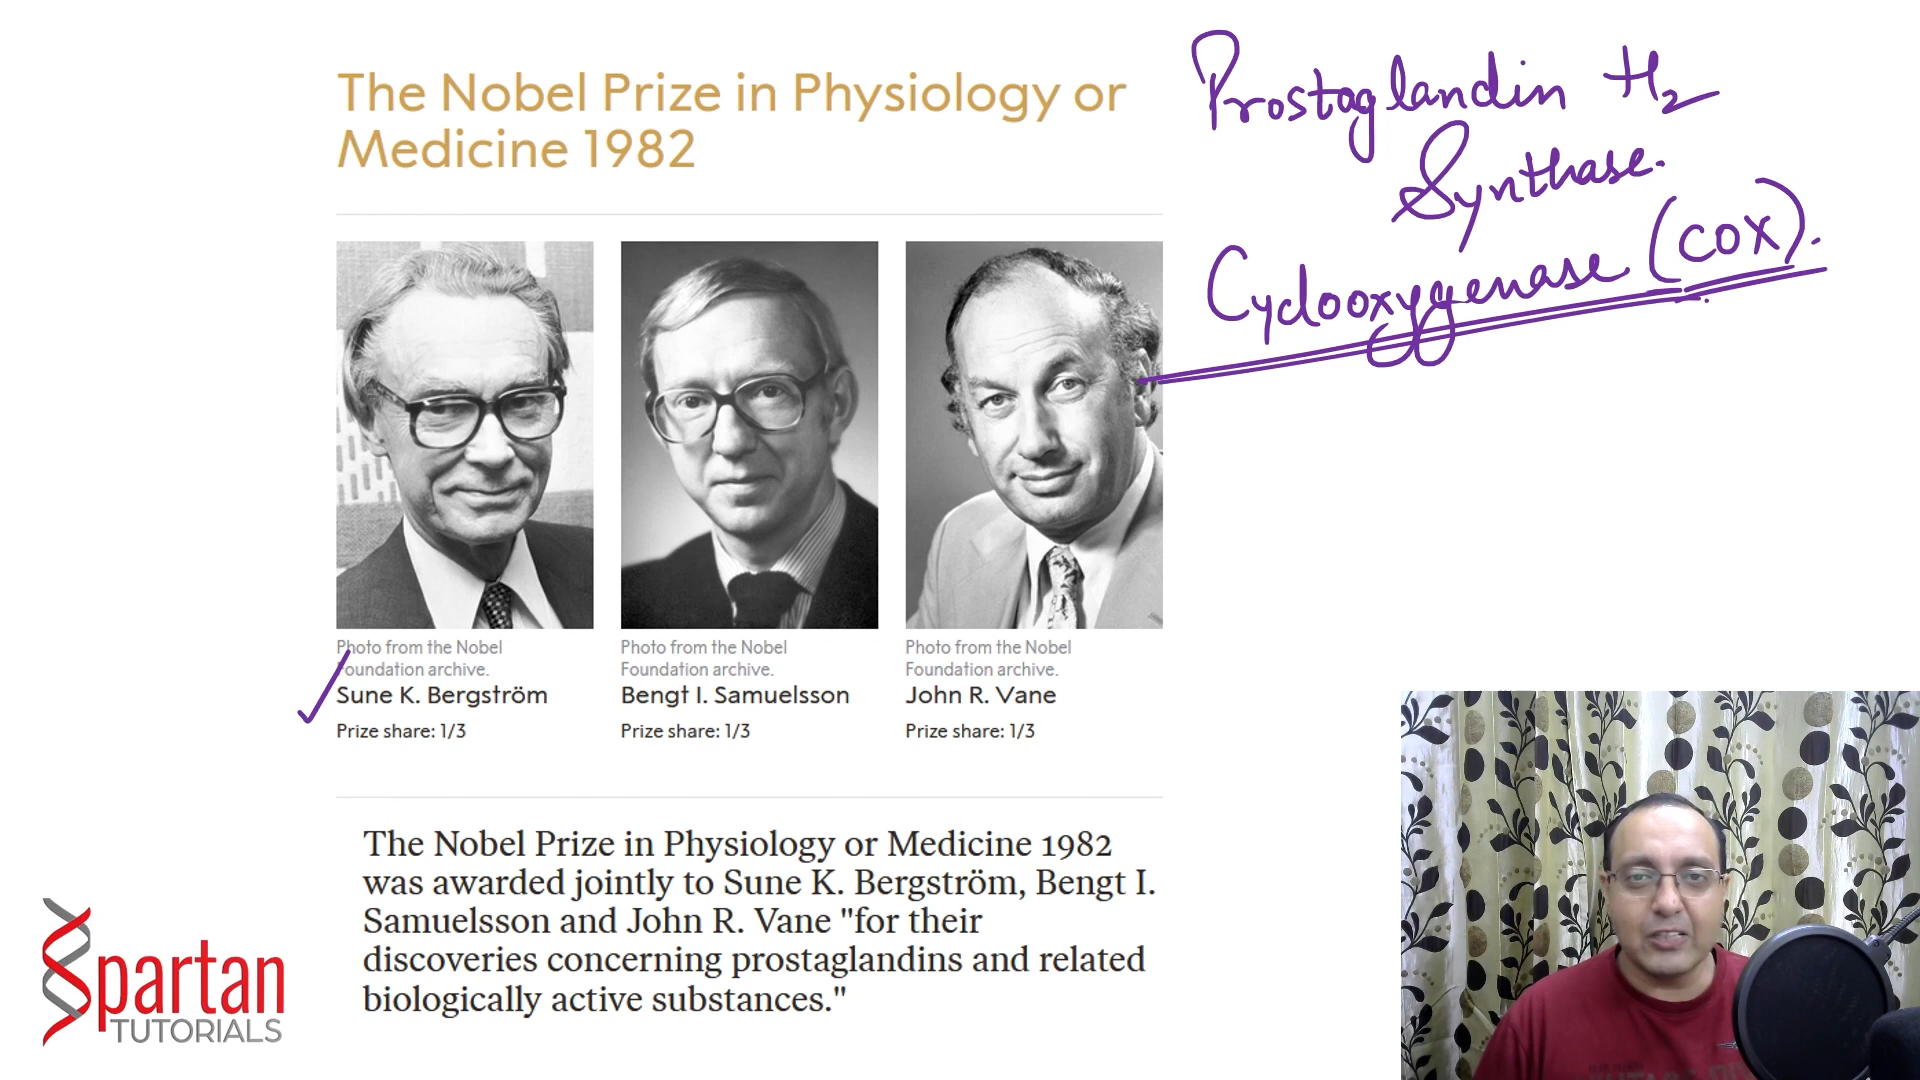 The Nobel Prize in Physiology or
Medicine 1982
Prostaglandin H2
Synthase.
Cyclooxygenase (COX).
Photo from the Nobel
Foundation archive.
Sune K. Bergström
Prize share: 1/3
Photo from the Nobel
Foundation archive.
Bengt I. Samuelsson
Prize share: 1/3
Photo from the Nobel
Foundation archive.
John R. Vane
Prize share: 1/3
The Nobel Prize in Physiology or Medicine 1982
was awarded jointly to Sune K. Bergström, Bengt I.
Samuelsson and John R. Vane "for their
discoveries concerning prostaglandins and related
biologically active substances."
Spartan
TUTORIALS